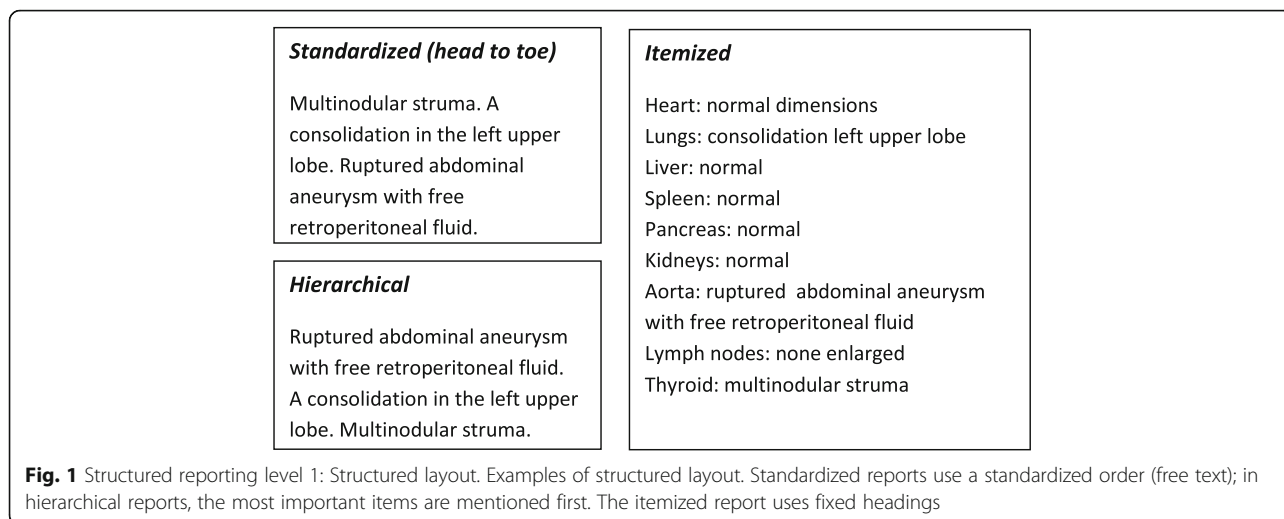 Standardized (head to toe)
Multinodular struma. A
consolidation in the left upper
lobe. Ruptured abdominal
aneurysm with free
retroperitoneal fluid.
Hierarchical
Ruptured abdominal aneurysm
with free retroperitoneal fluid.
A consolidation in the left upper
lobe. Multinodular struma.
Itemized
Heart: normal dimensions
Lungs: consolidation left upper lobe
Liver: normal
Spleen: normal
Pancreas: normal
Kidneys: normal
Aorta: ruptured abdominal aneurysm
with free retroperitoneal fluid
Lymph nodes: none enlarged
Thyroid: multinodular struma
Fig. 1 Structured reporting level 1: Structured layout. Examples of structured layout. Standardized reports use a standardized order (free text); in
hierarchical reports, the most important items are mentioned first. The itemized report uses fixed headings